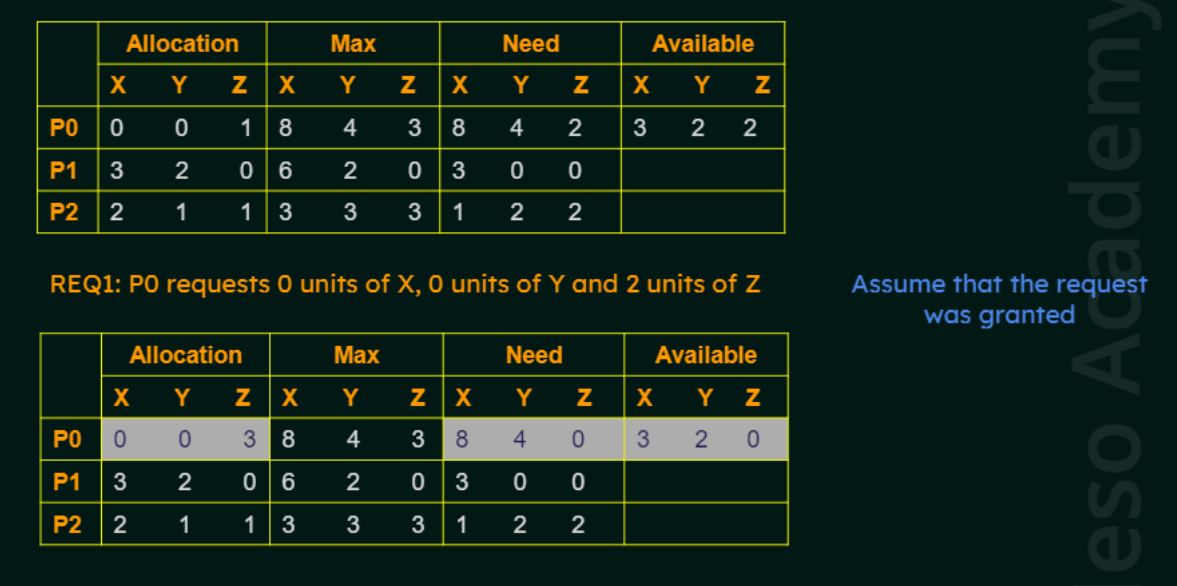 Allocation Max Need Available
X Y Z X Y Z X Y Z X Y Z
P0 0 0 1 8 4 3 8 4 2 3 2 2
P1 3 2 0 6 2 0 3 0 0
P2 2 1 1 3 3 3 1 2 2
REQ1: P0 requests 0 units of X, 0 units of Y and 2 units of Z
Assume that the request
was granted
Allocation Max Need Available
X Y Z X Y Z X Y Z X Y Z
P0 0 0 3 8 4 3 8 4 0 3 2 0
P1 3 2 0 6 2 0 3 0 0
P2 2 1 1 3 3 3 1 2 2
eso Academy